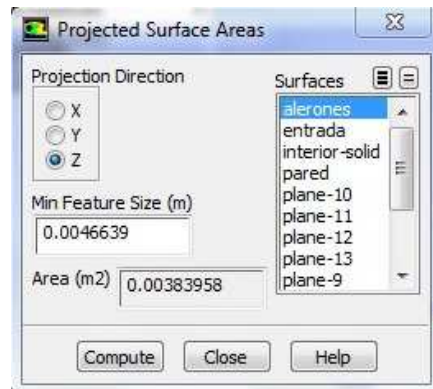 Projected Surface Areas
Projection Direction
X
Y
Z
Min Feature Size (m)
0.0046639
Area (m2)
0.00383958
Surfaces
alerones
entrada
interior-solid
pared
plane-10
plane-11
plane-12
plane-13
plane-9
Compute
Close
Help